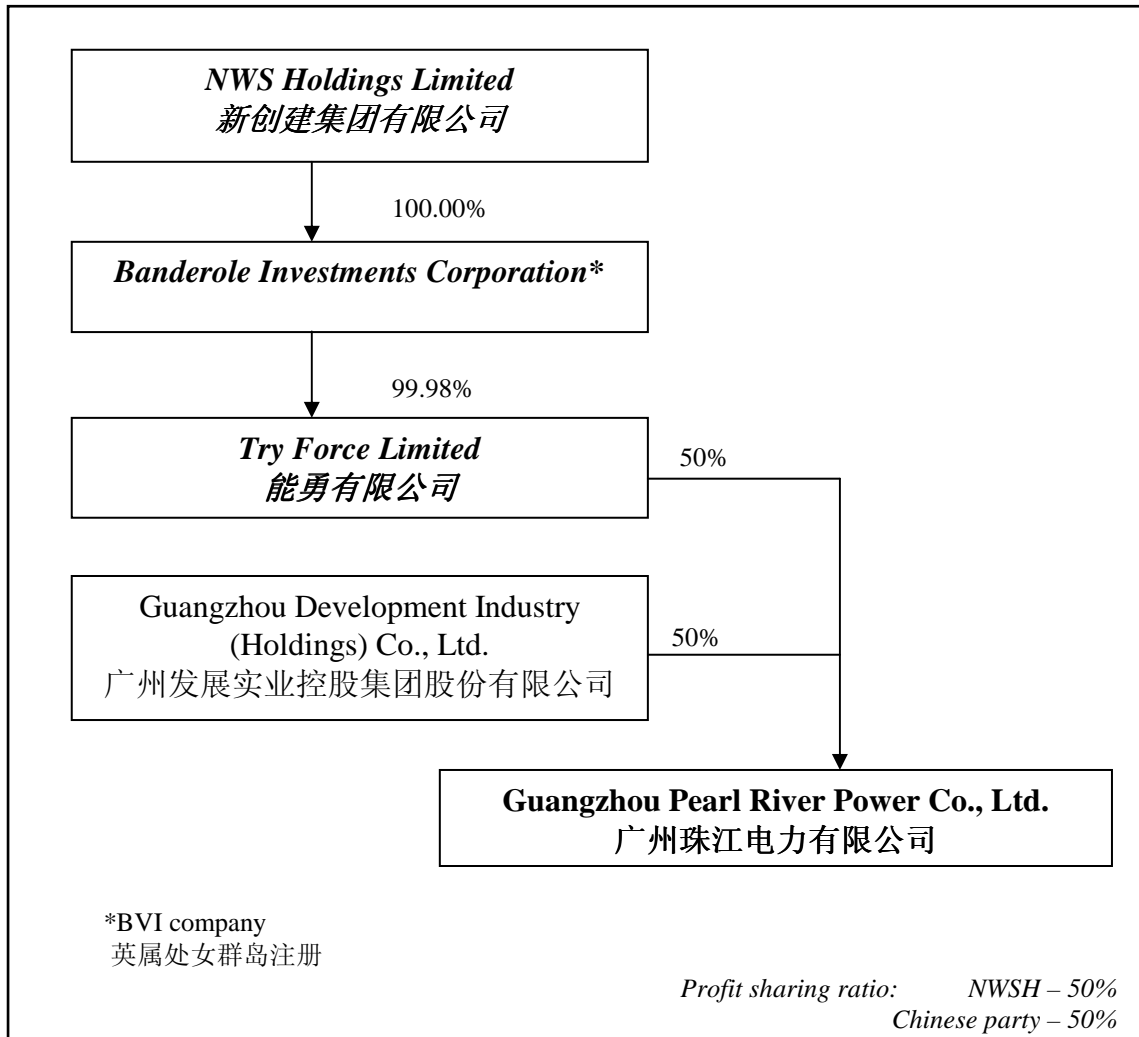 NWS Holdings Limited
新创建集团有限公司
100.00%
Banderole Investments Corporation*
99.98%
Try Force Limited
能勇有限公司
50%
Guangzhou Development Industry
(Holdings) Co., Ltd.
广州发展实业控股集团股份有限公司
50%
Guangzhou Pearl River Power Co., Ltd.
广州珠江电力有限公司
*BVI company
英属处女群岛注册
Profit sharing ratio: NWSH – 50%
Chinese party – 50%